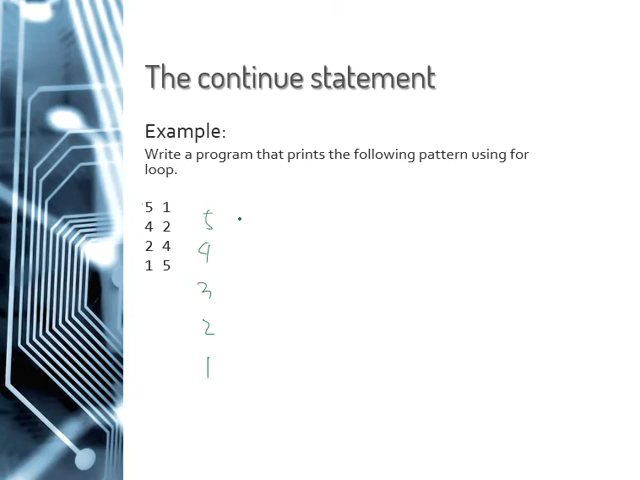 The continue statement
Example:
Write a program that prints the following pattern using for
loop.
5 1
4 2
2 4
1 5
5
4
3
2
1